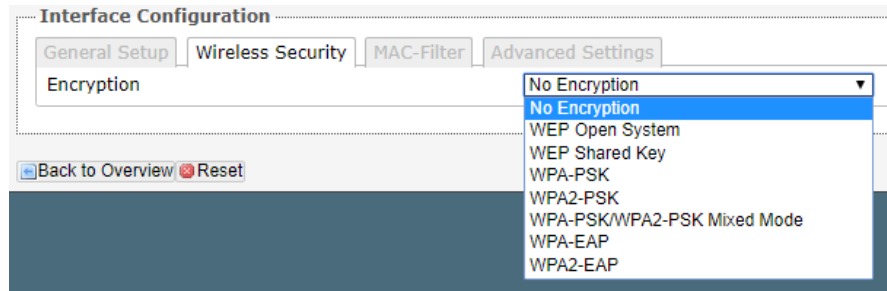 Interface Configuration
General Setup Wireless Security MAC-Filter Advanced Settings
Encryption No Encryption
No Encryption
WEP Open System
WEP Shared Key
WPA-PSK
WPA2-PSK
WPA-PSK/WPA2-PSK Mixed Mode
WPA-EAP
WPA2-EAP
Back to Overview Reset